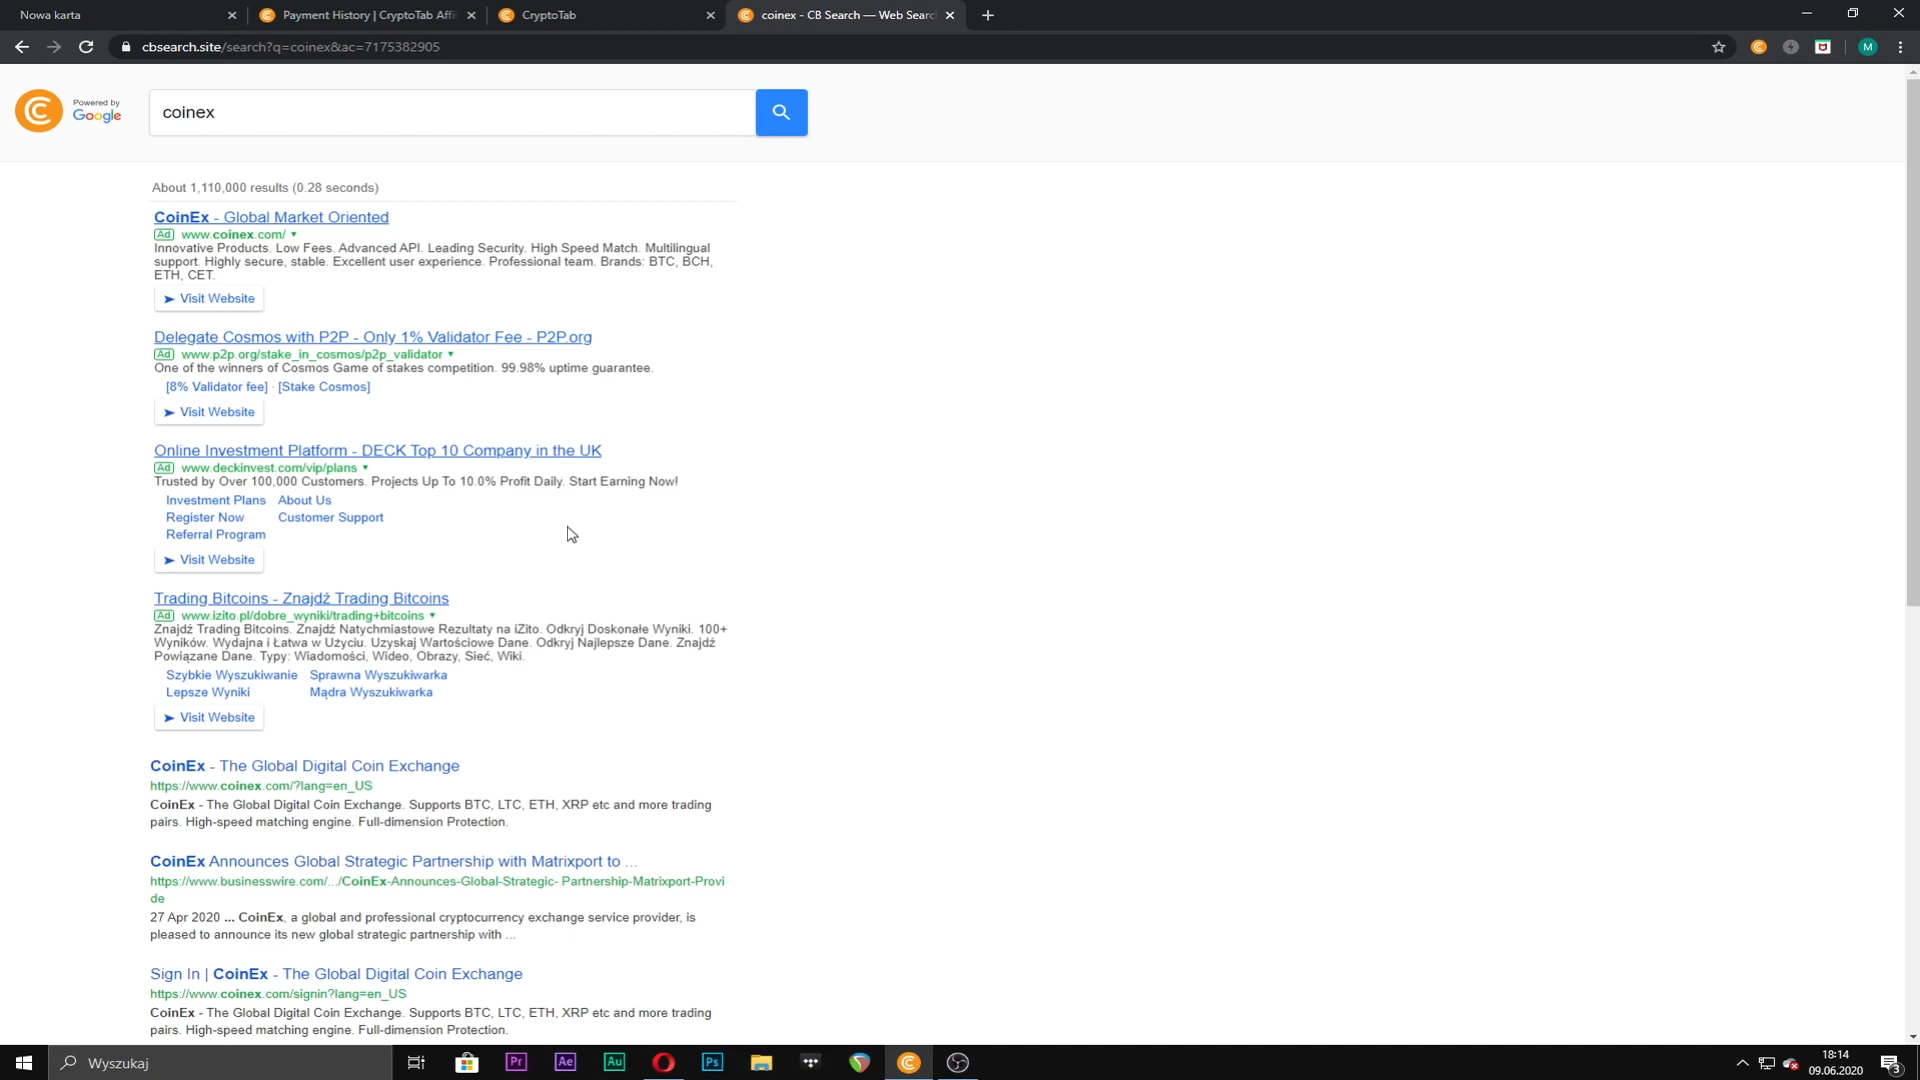 Nowa karta
Payment History | CryptoTab Affi
CryptoTab
coinex - CB Search — Web Searc
cbsearch.site/search?q=coinex&ac=7175382905
M
Powered by
Google
coinex
About 1,110,000 results (0.28 seconds)
CoinEx - Global Market Oriented
Ad www.coinex.com/
Innovative Products. Low Fees. Advanced API. Leading Security. High Speed Match. Multilingual
support. Highly secure, stable. Excellent user experience. Professional team. Brands: BTC, BCH,
ETH, CET.
Visit Website
Delegate Cosmos with P2P - Only 1% Validator Fee - P2P.org
Ad www.p2p.org/stake_in_cosmos/p2p_validator
One of the winners of Cosmos Game of stakes competition. 99.98% uptime guarantee.
[8% Validator fee] · [Stake Cosmos]
Visit Website
Online Investment Platform - DECK Top 10 Company in the UK
Ad www.deckinvest.com/vip/plans
Trusted by Over 100,000 Customers. Projects Up To 10.0% Profit Daily. Start Earning Now!
Investment Plans About Us
Register Now Customer Support
Referral Program
Visit Website
Trading Bitcoins - Znajdź Trading Bitcoins
Ad www.izito.pl/dobre_wyniki/trading+bitcoins
Znajdź Trading Bitcoins. Znajdź Natychmiastowe Rezultaty na iZito. Odkryj Doskonałe Wyniki. 100+
Wyników. Wydajna i Łatwa w Użyciu. Uzyskaj Wartościowe Dane. Odkryj Najlepsze Dane. Znajdź
Powiązane Dane. Typy: Wiadomości, Wideo, Obrazy, Sieć, Wiki.
Szybkie Wyszukiwanie Sprawna Wyszukiwarka
Lepsze Wyniki Mądra Wyszukiwarka
Visit Website
CoinEx - The Global Digital Coin Exchange
https://www.coinex.com/?lang=en_US
CoinEx - The Global Digital Coin Exchange. Supports BTC, LTC, ETH, XRP etc and more trading
pairs. High-speed matching engine. Full-dimension Protection.
CoinEx Announces Global Strategic Partnership with Matrixport to ...
https://www.businesswire.com/.../CoinEx-Announces-Global-Strategic- Partnership-Matrixport-Provi
de
27 Apr 2020 ... CoinEx, a global and professional cryptocurrency exchange service provider, is
pleased to announce its new global strategic partnership with ...
Sign In | CoinEx - The Global Digital Coin Exchange
https://www.coinex.com/signin?lang=en_US
CoinEx - The Global Digital Coin Exchange. Supports BTC, LTC, ETH, XRP etc and more trading
pairs. High-speed matching engine. Full-dimension Protection.
Wyszukaj
Pr
Ae
Au
Ps
18:14
09.06.2020
3